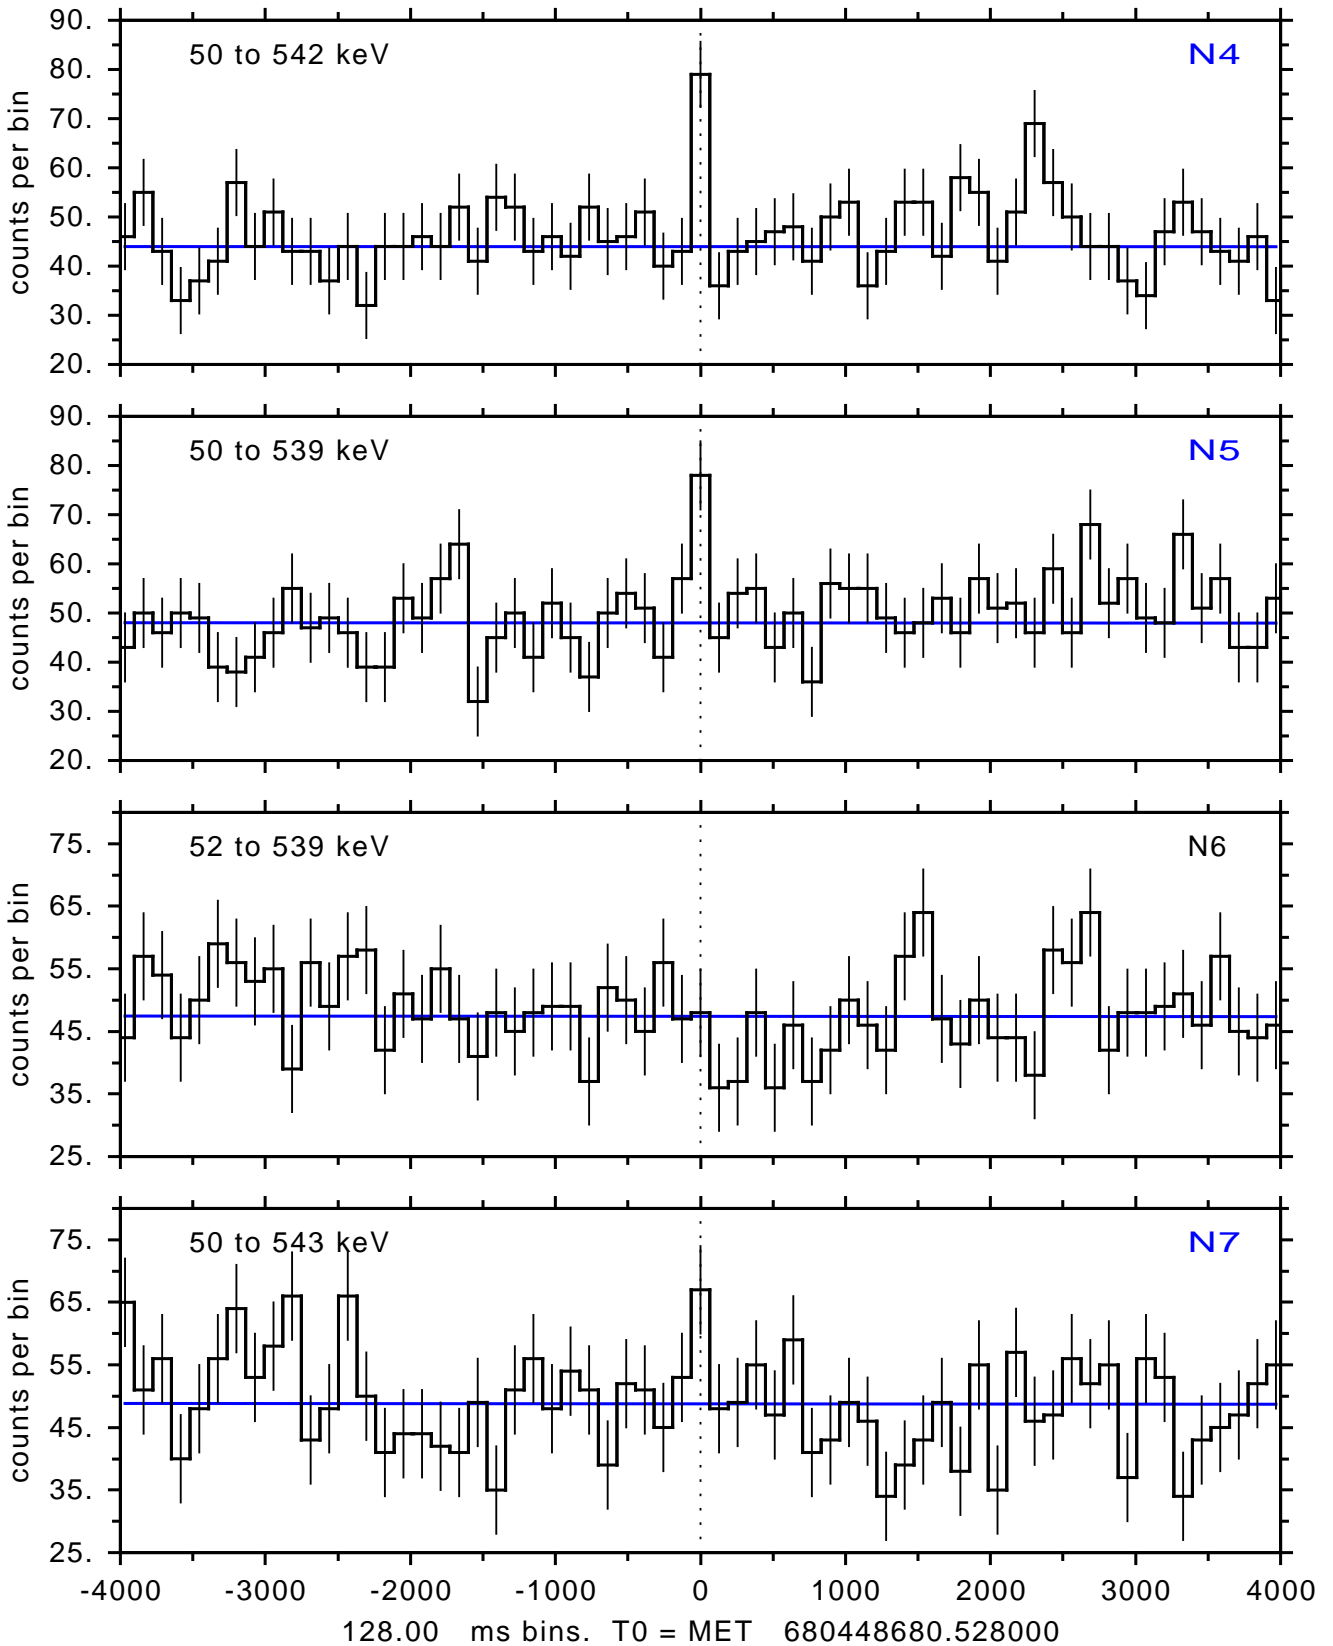 90.
80.
70.
60.
50.
40.
30.
20.
counts per bin
50 to 542 keV
N4
90.
80.
70.
60.
50.
40.
30.
20.
counts per bin
50 to 539 keV
N5
75.
65.
55.
45.
35.
25.
counts per bin
52 to 539 keV
N6
75.
65.
55.
45.
35.
25.
counts per bin
50 to 543 keV
N7
-4000 -3000 -2000 -1000 0 1000 2000 3000 4000
128.00 ms bins. T0 = MET 680448680.528000